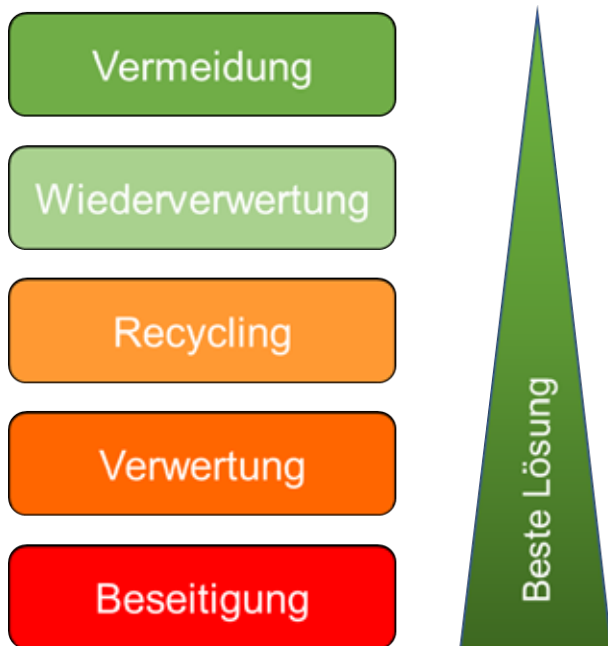 Vermeidung
Wiederverwertung
Recycling
Verwertung
Beseitigung
Beste Lösung